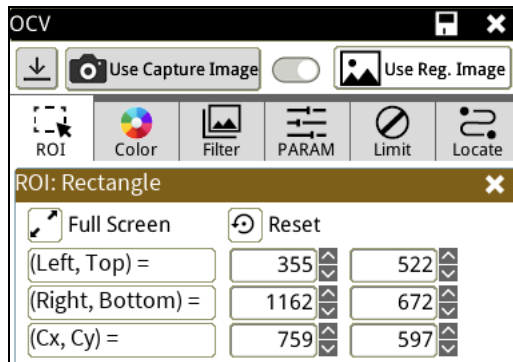 OCV
Use Capture Image Use Reg. Image
ROI Color Filter PARAM Limit Locate
ROI: Rectangle
Full Screen Reset
(Left, Top) = 355 522
(Right, Bottom) = 1162 672
(Cx, Cy) = 759 597